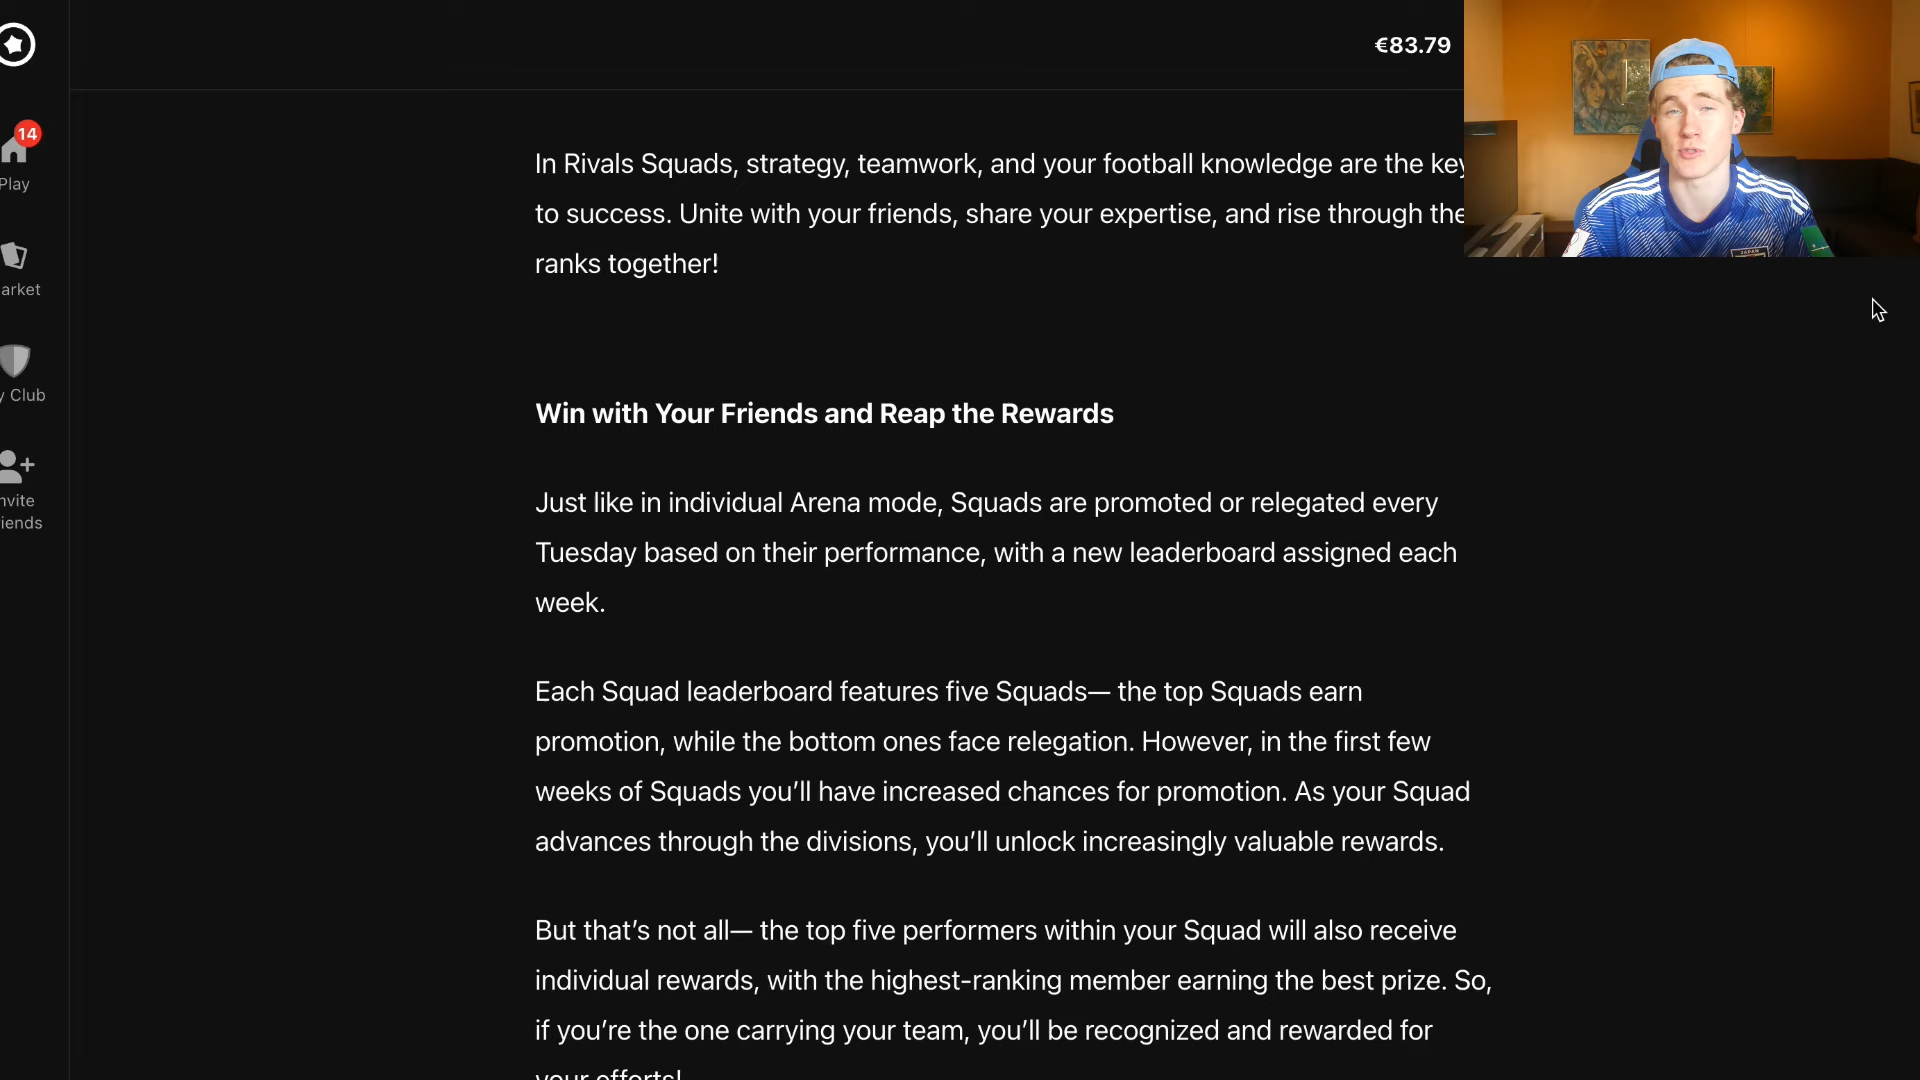 €83.79
14
Play
arket
y Club
nvite
iends
In Rivals Squads, strategy, teamwork, and your football knowledge are the key
to success. Unite with your friends, share your expertise, and rise through the
ranks together!
Win with Your Friends and Reap the Rewards
Just like in individual Arena mode, Squads are promoted or relegated every
Tuesday based on their performance, with a new leaderboard assigned each
week.
Each Squad leaderboard features five Squads— the top Squads earn
promotion, while the bottom ones face relegation. However, in the first few
weeks of Squads you’ll have increased chances for promotion. As your Squad
advances through the divisions, you’ll unlock increasingly valuable rewards.
But that’s not all— the top five performers within your Squad will also receive
individual rewards, with the highest-ranking member earning the best prize. So,
if you’re the one carrying your team, you’ll be recognized and rewarded for
your efforts!
JAPAN